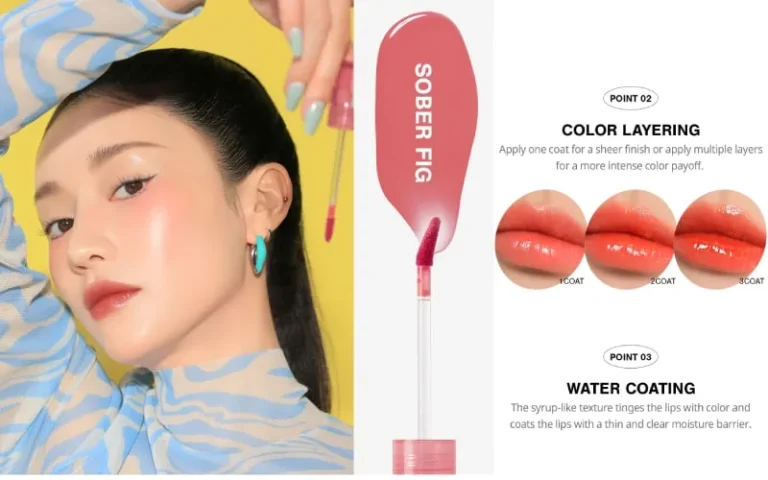 SOBER FIG
POINT 02
COLOR LAYERING
Apply one coat for a sheer finish or apply multiple layers
for a more intense color payoff.
1COAT
2COAT
3COAT
POINT 03
WATER COATING
The syrup-like texture tinges the lips with color and
coats the lips with a thin and clear moisture barrier.